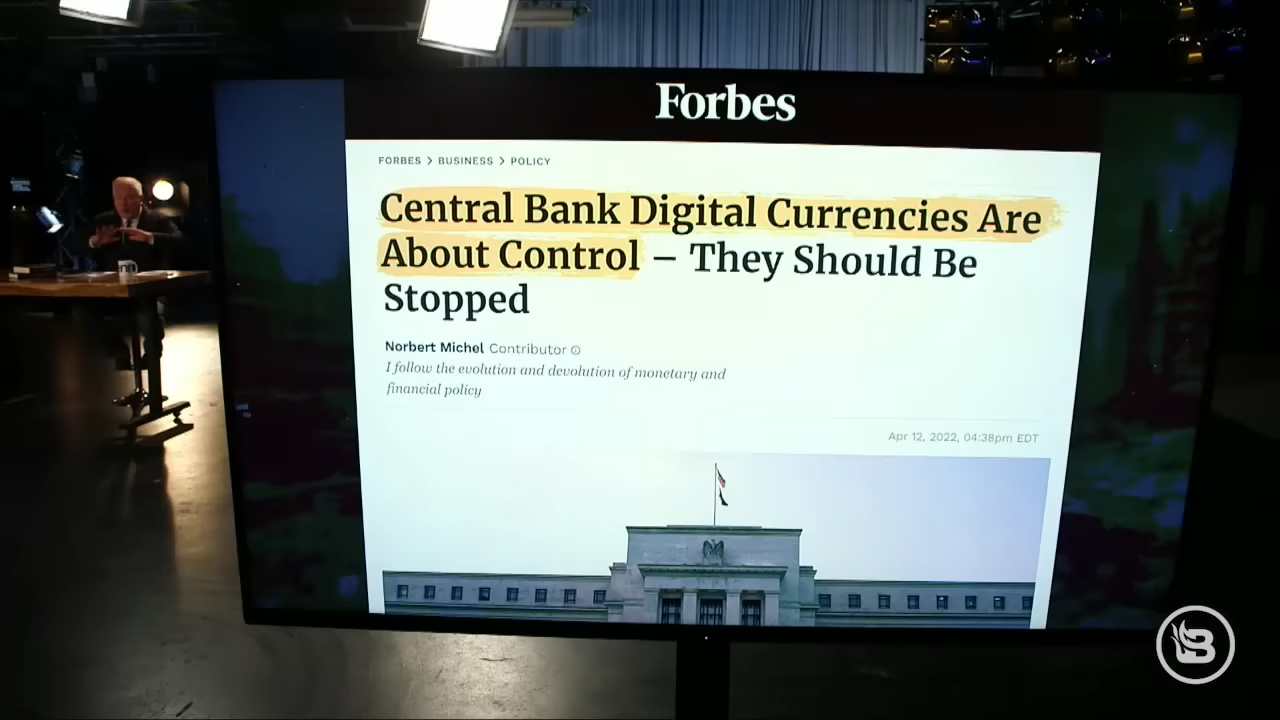 Forbes
FORBES > BUSINESS > POLICY
Central Bank Digital Currencies Are
About Control – They Should Be
Stopped
Norbert Michel Contributor
I follow the evolution and devolution of monetary and
financial policy
Apr 12, 2022, 04:38pm EDT
B